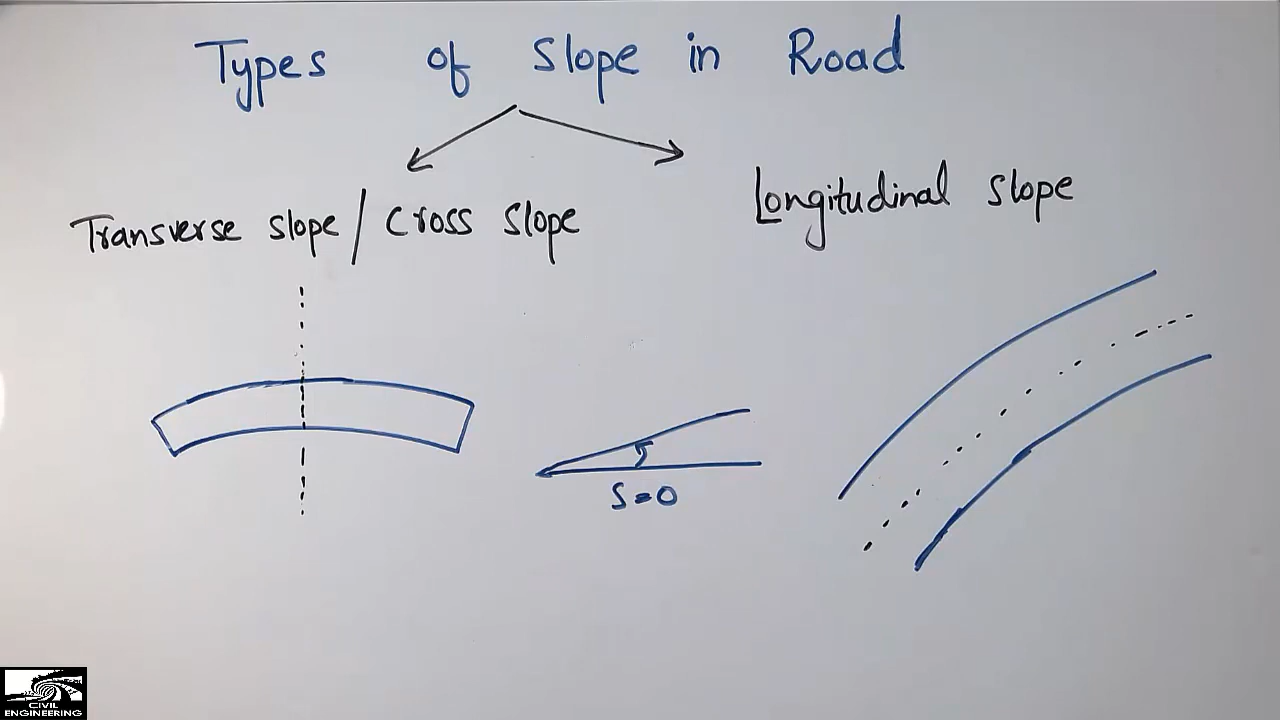 Types of Slope in Road
Transverse slope / Cross slope
Longitudinal slope
S=0
CIVIL
ENGINEERING